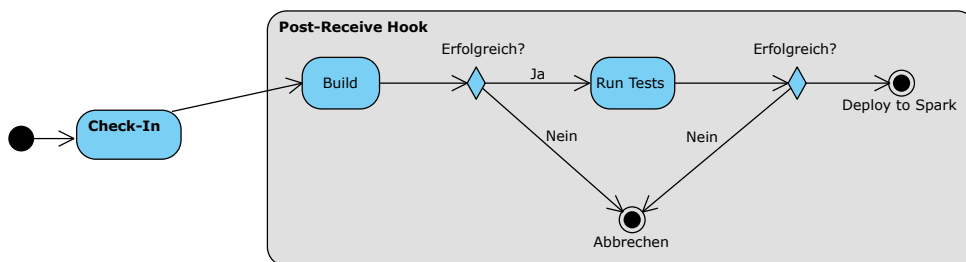 Post-Receive Hook
Erfolgreich?
Erfolgreich?
Build
Ja
Run Tests
Deploy to Spark
Check-In
Nein
Nein
Abbrechen